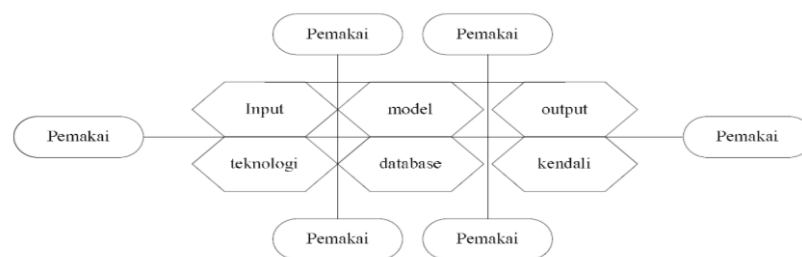 Pemakai Pemakai
Input model output
Pemakai Pemakai
teknologi database kendali
Pemakai Pemakai